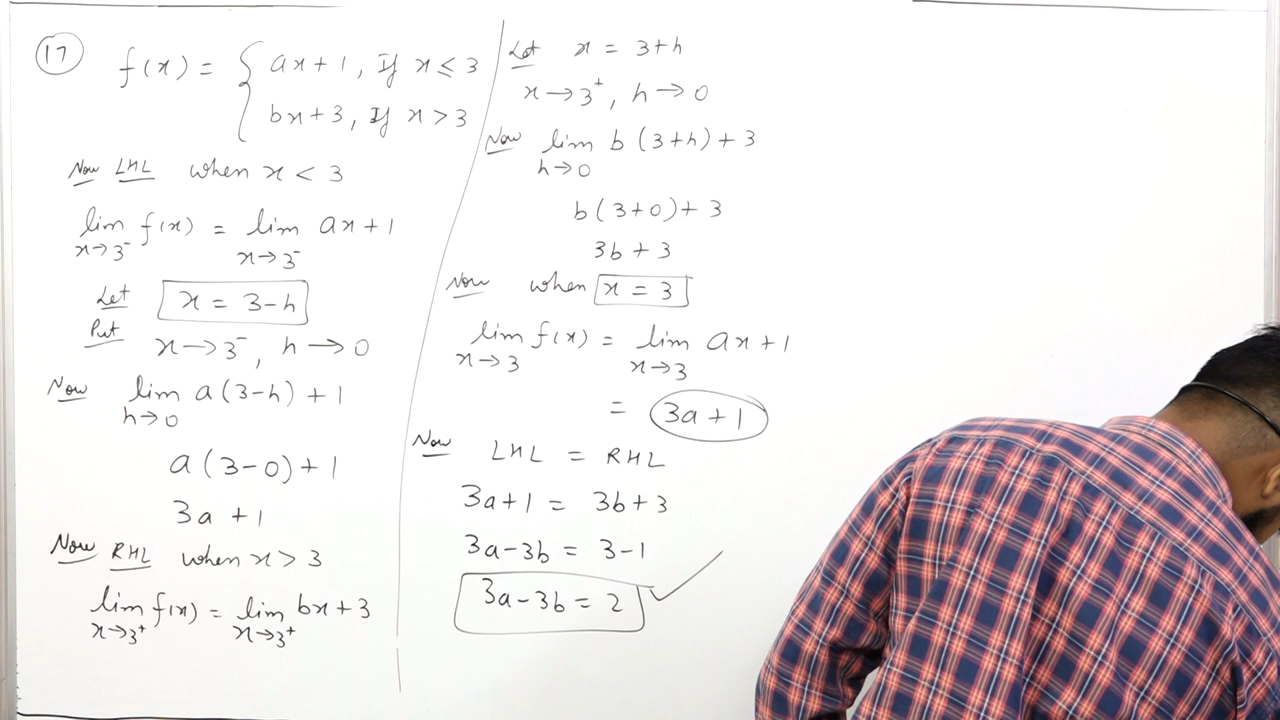 17
f(x) = { ax+1, If x ≤ 3
bx+3, If x > 3
Now LHL when x < 3
lim f(x) = lim ax+1
x→3⁻ x→3⁻
Let x = 3-h
Put
x→3⁻, h→0
Now lim a(3-h)+1
h→0
a(3-0)+1
3a+1
Now RHL when x > 3
lim f(x) = lim bx+3
x→3⁺ x→3⁺
Let x = 3+h
x→3⁺, h→0
Now lim b(3+h)+3
h→0
b(3+0)+3
3b+3
Now when x = 3
lim f(x) = lim ax+1
x→3 x→3
= 3a+1
Now LHL = RHL
3a+1 = 3b+3
3a-3b = 3-1
3a-3b = 2